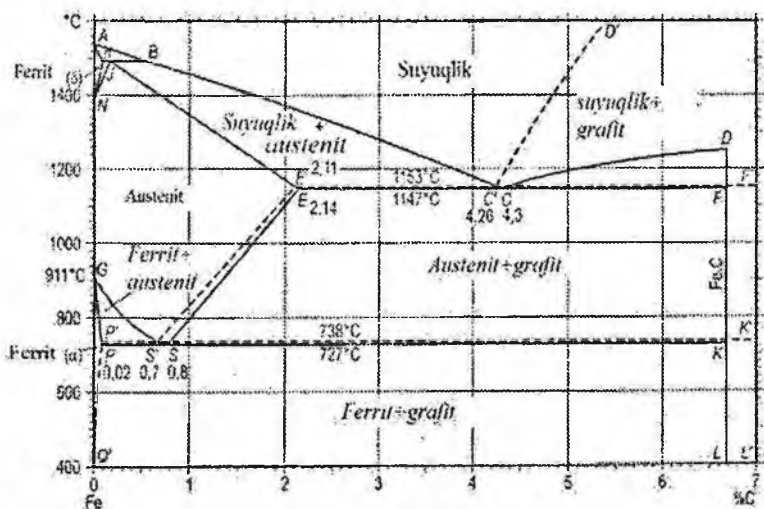 °C
A
B
D'
Ferrit (δ)
J
Suyuqlik
1400
N
suyuqlik+
grafit
Suyuqlik +
austenit
D
1200
2,11
E'
1153°C
F'
Austenit
E
2,14
1147°C
C' C
4,26 4,3
F
1000
Ferrit+
austenit
Austenit+grafit
Fe₃C
G
911°C
800
738°C
P'
K'
Ferrit (α)
P
S' S
727°C
K
0,02 0,7 0,8
600
Ferrit+grafit
Q'
L
L'
400
0 1 2 3 4 5 6 7
Fe
%C